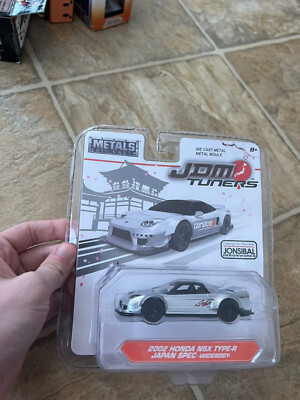 METALS
DIE CAST METAL
METAL MOULÉ
8+
JDM
TUNERS
JONSIBAL
2002 HONDA NSX TYPE-R
JAPAN SPEC -WIDEBODY-